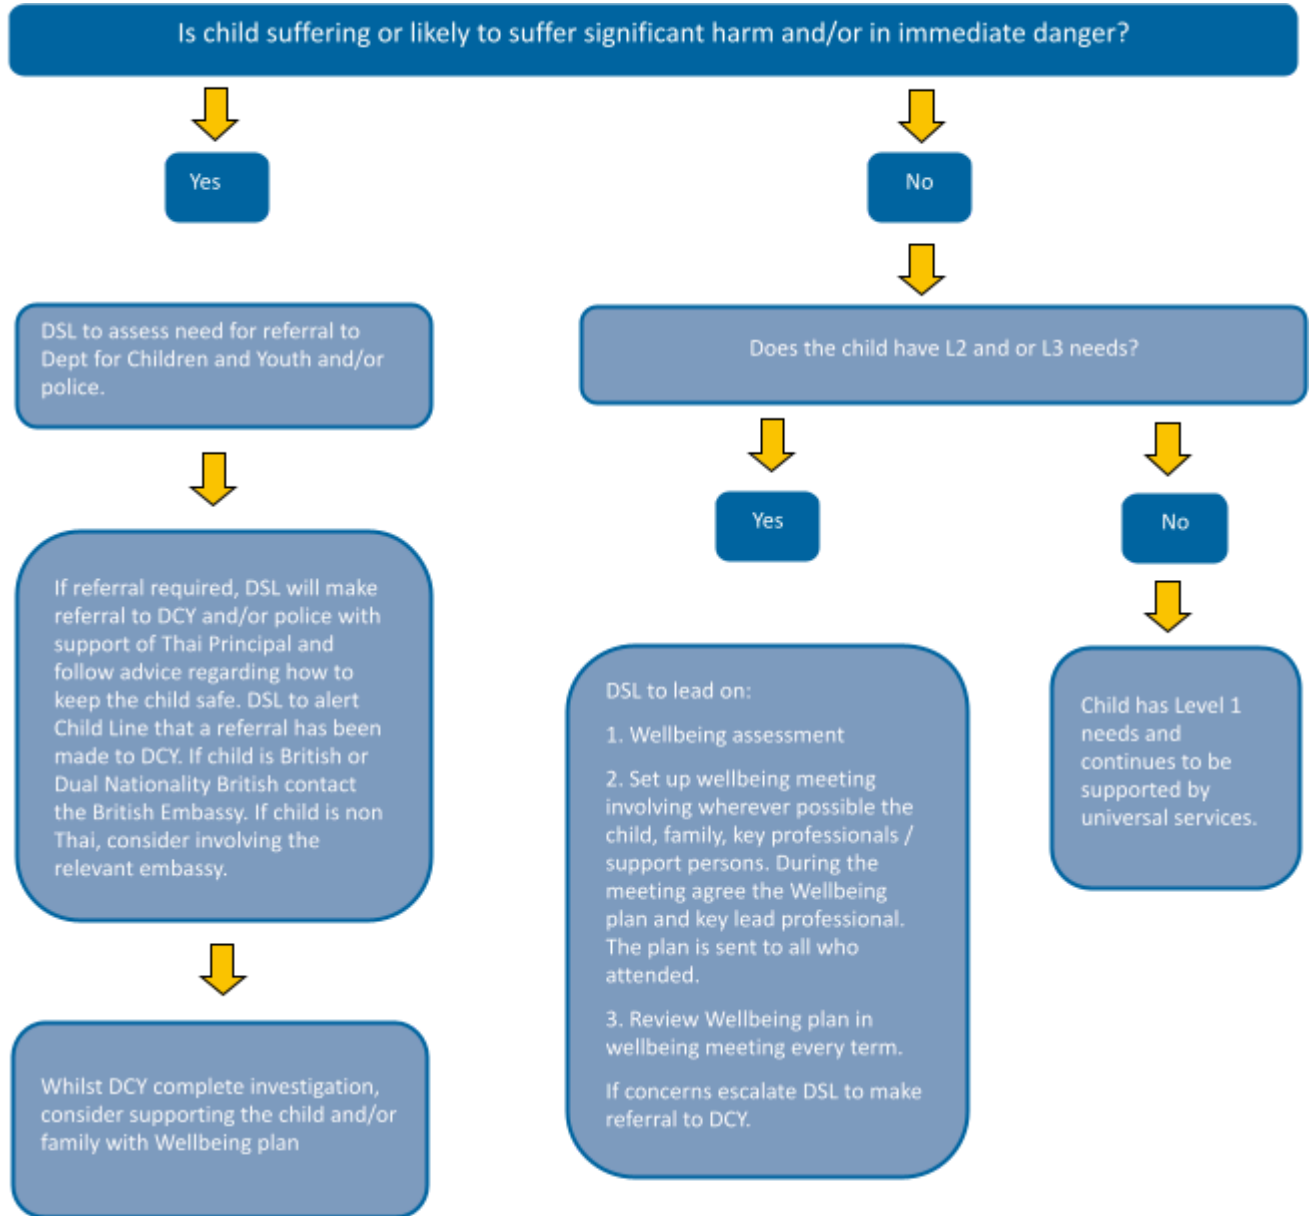 Is child suffering or likely to suffer significant harm and/or in immediate danger?
Yes
No
DSL to assess need for referral to
Dept for Children and Youth and/or
police.
Does the child have L2 and or L3 needs?
Yes
No
If referral required, DSL will make
referral to DCY and/or police with
support of Thai Principal and
follow advice regarding how to
keep the child safe. DSL to alert
Child Line that a referral has been
made to DCY. If child is British or
Dual Nationality British contact
the British Embassy. If child is non
Thai, consider involving the
relevant embassy.
DSL to lead on:
1. Wellbeing assessment
2. Set up wellbeing meeting
involving wherever possible the
child, family, key professionals /
support persons. During the
meeting agree the Wellbeing
plan and key lead professional.
The plan is sent to all who
attended.
3. Review Wellbeing plan in
wellbeing meeting every term.
If concerns escalate DSL to make
referral to DCY.
Child has Level 1
needs and
continues to be
supported by
universal services.
Whilst DCY complete investigation,
consider supporting the child and/or
family with Wellbeing plan